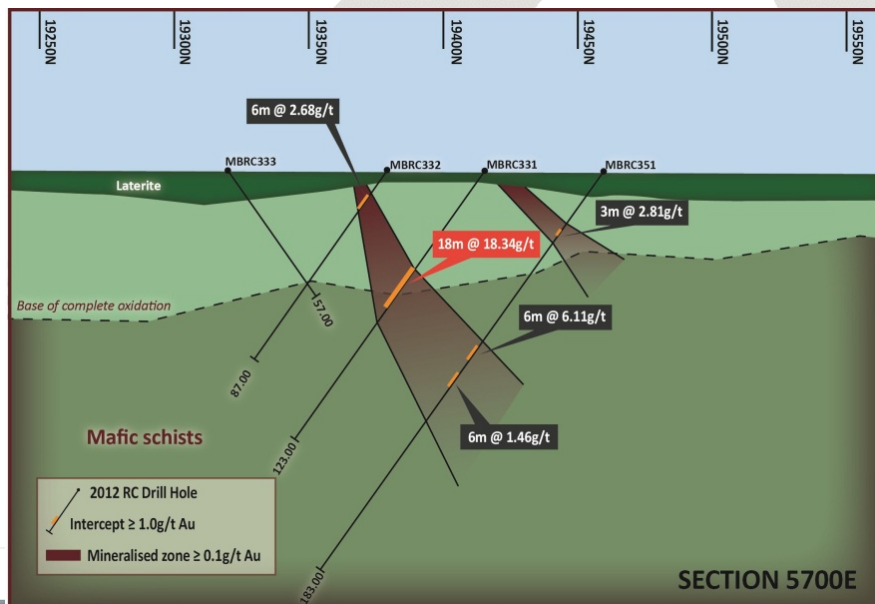 19250N
19300N
19350N
19400N
19450N
19500N
19550N
6m @ 2.68g/t
MBRC333
MBRC332
MBRC331
MBRC351
Laterite
3m @ 2.81g/t
18m @ 18.34g/t
Base of complete oxidation
57.00
6m @ 6.11g/t
87.00
Mafic schists
6m @ 1.46g/t
123.00
2012 RC Drill Hole
Intercept ≥ 1.0g/t Au
Mineralised zone ≥ 0.1g/t Au
183.00
SECTION 5700E